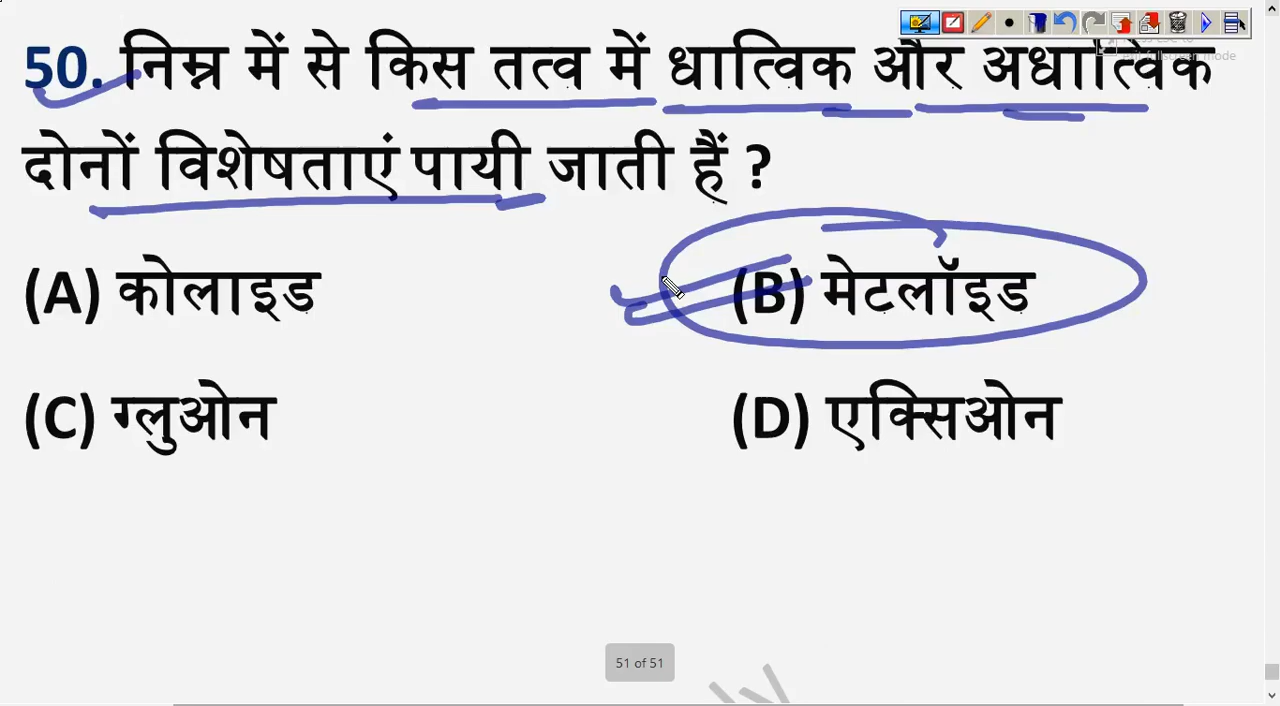 50. निम्न में से किस तत्व में धात्विक और अधात्विक
दोनों विशेषताएं पायी जाती हैं ?
(A) कोलाइड
(B) मेटलॉइड
(C) ग्लुओन
(D) एक्सिओन
51 of 51